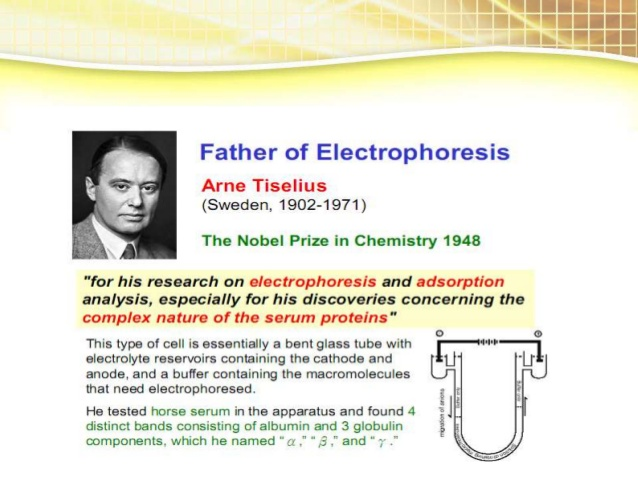 Father of Electrophoresis
Arne Tiselius
(Sweden, 1902-1971)
The Nobel Prize in Chemistry 1948
"for his research on electrophoresis and adsorption
analysis, especially for his discoveries concerning the
complex nature of the serum proteins"
This type of cell is essentially a bent glass tube with
electrolyte reservoirs containing the cathode and
anode, and a buffer containing the macromolecules
that need electrophoresed.
He tested horse serum in the apparatus and found 4
distinct bands consisting of albumin and 3 globulin
components, which he named “α,” “β,” and “γ.”
migration of anions